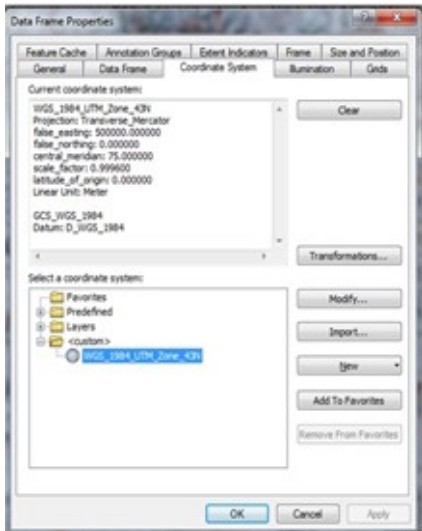 Data Frame Properties
Feature Cache Annotation Groups Extent Indicators Frame Size and Position
General Data Frame Coordinate System Illumination Grids
Current coordinate system:
WGS_1984_UTM_Zone_43N
Projection: Transverse_Mercator
false_easting: 500000.000000
false_northing: 0.000000
central_meridian: 75.000000
scale_factor: 0.999600
latitude_of_origin: 0.000000
Linear Unit: Meter
GCS_WGS_1984
Datum: D_WGS_1984
Clear
Transformations...
Select a coordinate system:
Favorites
Predefined
Layers
<custom>
WGS_1984_UTM_Zone_43N
Modify...
Import...
New
Add To Favorites
Remove From Favorites
OK Cancel Apply